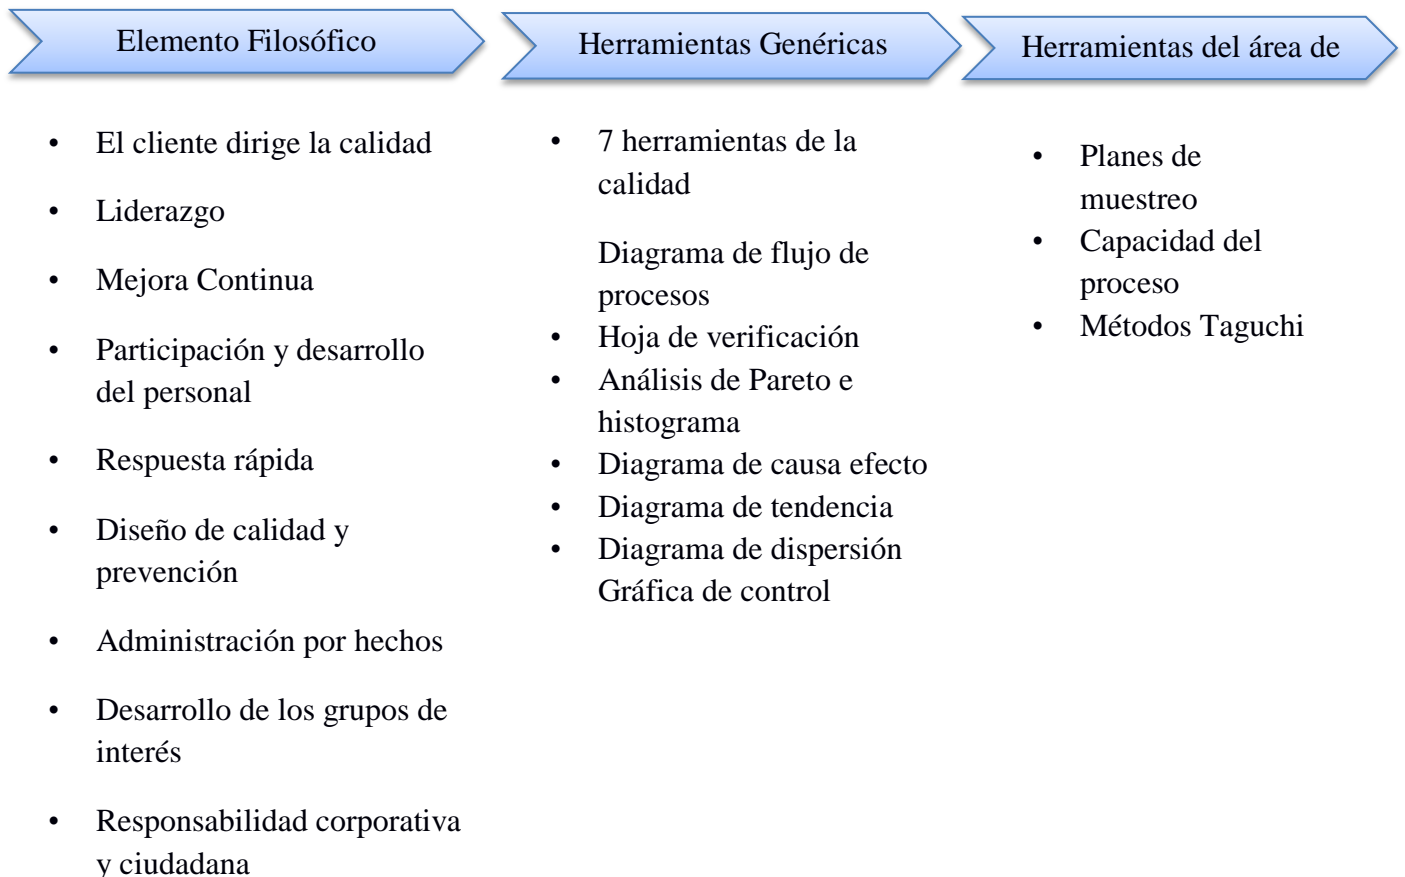 Elemento Filosófico
• El cliente dirige la calidad
• Liderazgo
• Mejora Continua
• Participación y desarrollo
del personal
• Respuesta rápida
• Diseño de calidad y
prevención
• Administración por hechos
• Desarrollo de los grupos de
interés
• Responsabilidad corporativa
y ciudadana
Herramientas Genéricas
• 7 herramientas de la
calidad
Diagrama de flujo de
procesos
• Hoja de verificación
• Análisis de Pareto e
histograma
• Diagrama de causa efecto
• Diagrama de tendencia
• Diagrama de dispersión
Gráfica de control
Herramientas del área de
• Planes de
muestreo
• Capacidad del
proceso
• Métodos Taguchi